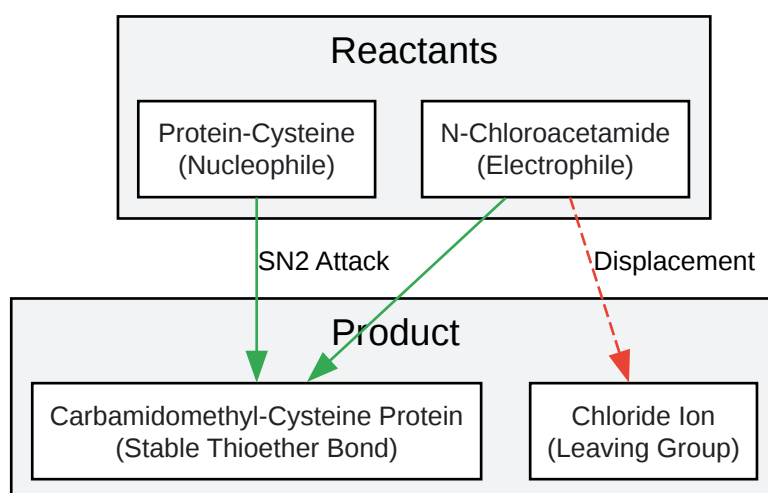 Reactants
Protein-Cysteine
(Nucleophile)
N-Chloroacetamide
(Electrophile)
SN2 Attack
Displacement
Product
Carbamidomethyl-Cysteine Protein
(Stable Thioether Bond)
Chloride Ion
(Leaving Group)